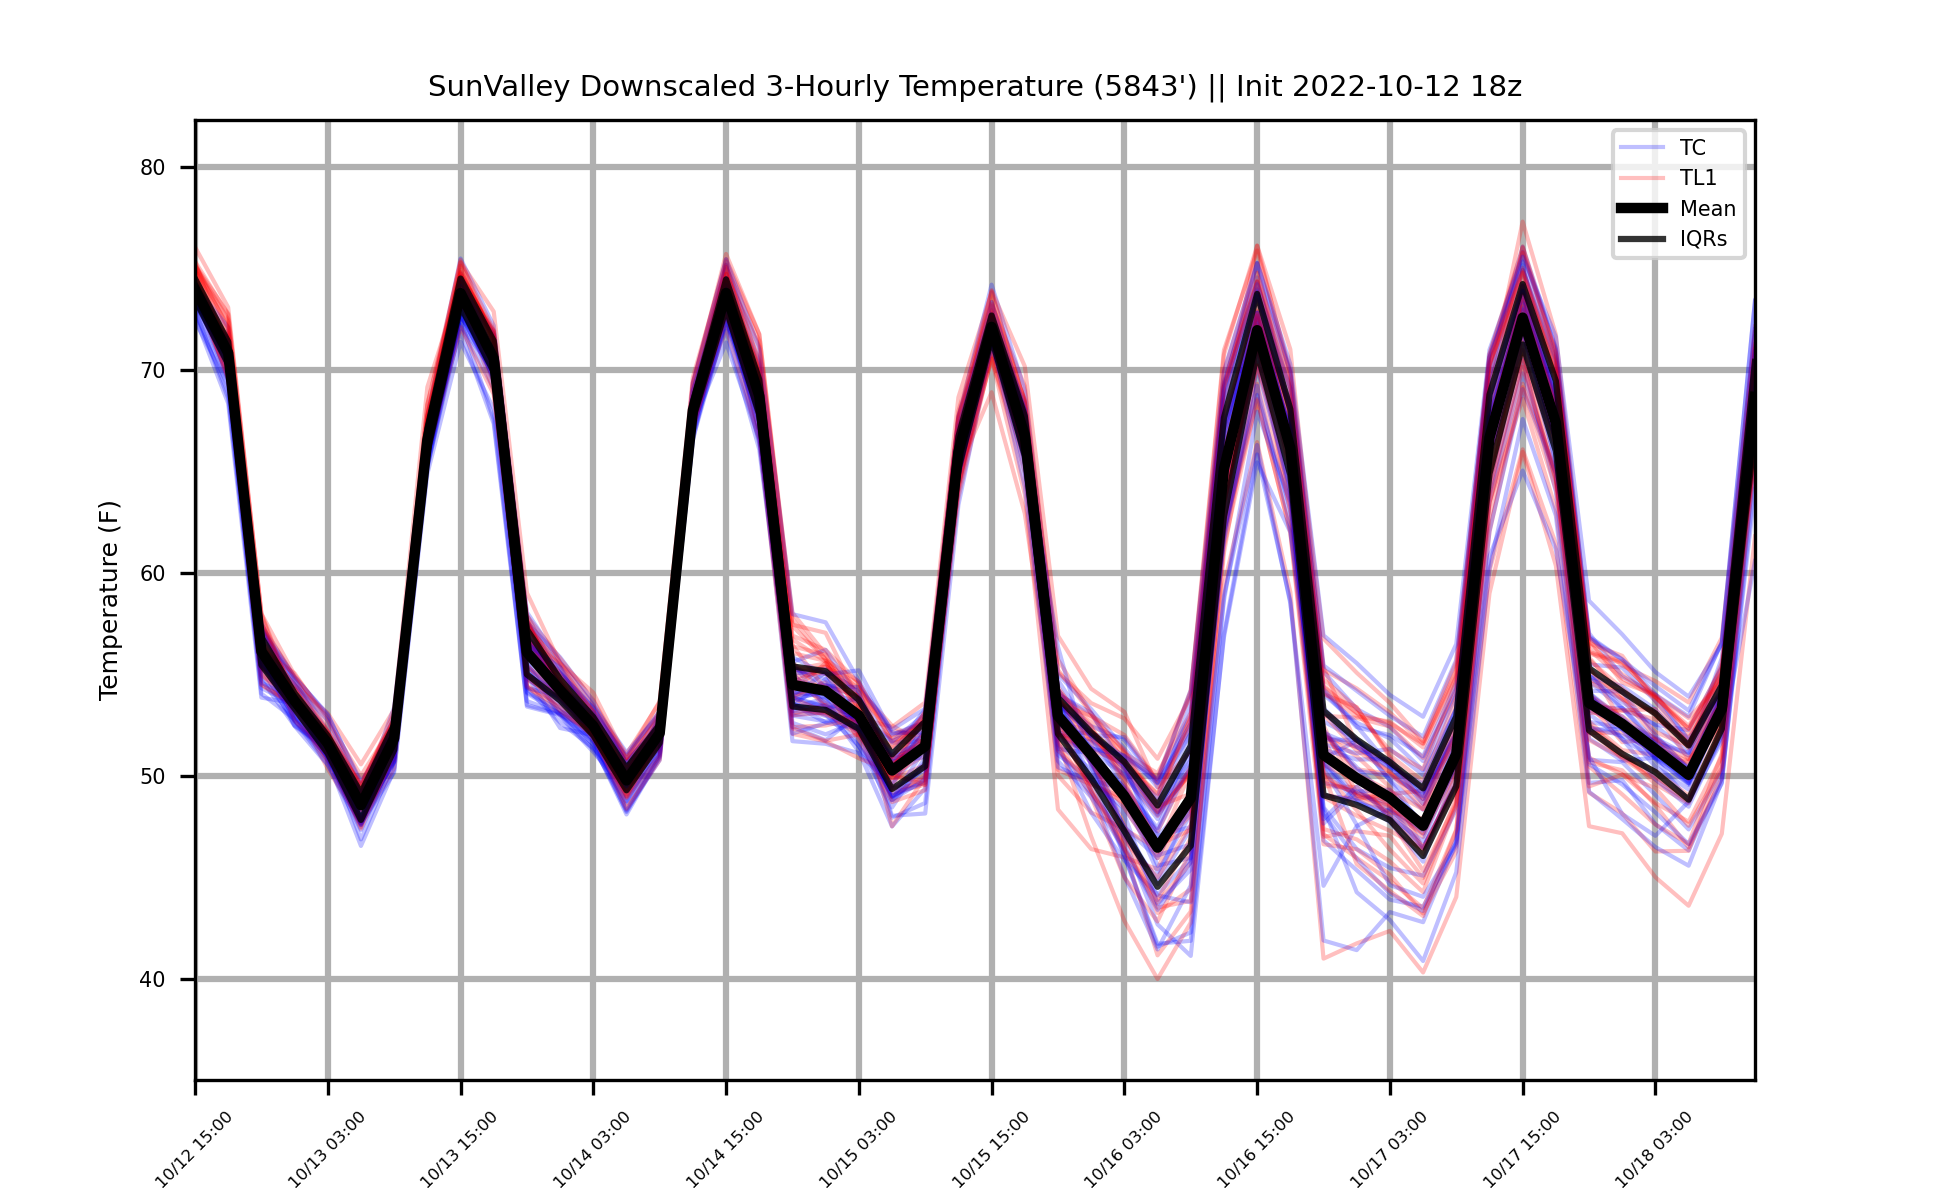 SunValley Downscaled 3-Hourly Temperature (5843') || Init 2022-10-12 18z
TC
TL1
Mean
IQRs
Temperature (F)
80
70
60
50
40
10/12 15:00
10/13 03:00
10/13 15:00
10/14 03:00
10/14 15:00
10/15 03:00
10/15 15:00
10/16 03:00
10/16 15:00
10/17 03:00
10/17 15:00
10/18 03:00